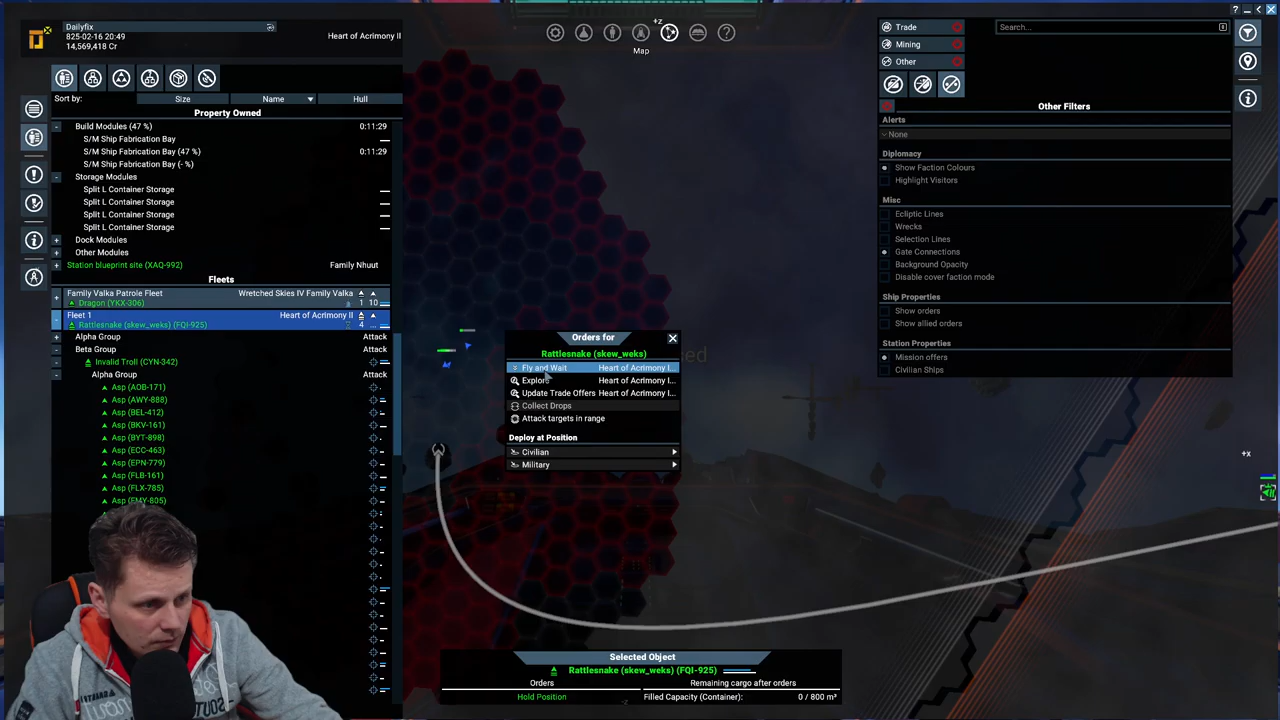 Dailyfix
825-02-16 20:49
14,569,418 Cr
Heart of Acrimony II
Sort by:
Size
Name
Hull
Property Owned
Build Modules (47 %) 0:11:29
S/M Ship Fabrication Bay
S/M Ship Fabrication Bay (47 %) 0:11:29
S/M Ship Fabrication Bay (- %)
Storage Modules
Split L Container Storage
Split L Container Storage
Split L Container Storage
Split L Container Storage
Dock Modules
Other Modules
Station blueprint site (XAQ-992) Family Nhuut
Fleets
Family Valka Patrole Fleet Wretched Skies IV Family Valka
Dragon (YKX-306) 1 10
Fleet 1 Heart of Acrimony II
Rattlesnake (skew_weks) (FQI-925) 4 ...
Alpha Group Attack
Beta Group Attack
Invalid Troll (CYN-342)
Alpha Group Attack
Asp (AOB-171)
Asp (AWY-888)
Asp (BEL-412)
Asp (BKV-161)
Asp (BYT-898)
Asp (ECC-463)
Asp (EPN-779)
Asp (FLB-161)
Asp (FLX-785)
Asp (FMY-805)
+z
Map
Orders for
Rattlesnake (skew_weks)
Fly and Wait Heart of Acrimony I...
Explore Heart of Acrimony I...
Update Trade Offers Heart of Acrimony I...
Collect Drops
Attack targets in range
Deploy at Position
Civilian
Military
Selected Object
Rattlesnake (skew_weks) (FQI-925)
Orders Remaining cargo after orders
Hold Position Filled Capacity (Container): 0 / 800 m³
-z
+x
Trade
Mining
Other
Search...
Other Filters
Alerts
None
Diplomacy
Show Faction Colours
Highlight Visitors
Misc
Ecliptic Lines
Wrecks
Selection Lines
Gate Connections
Background Opacity
Disable cover faction mode
Ship Properties
Show orders
Show allied orders
Station Properties
Mission offers
Civilian Ships